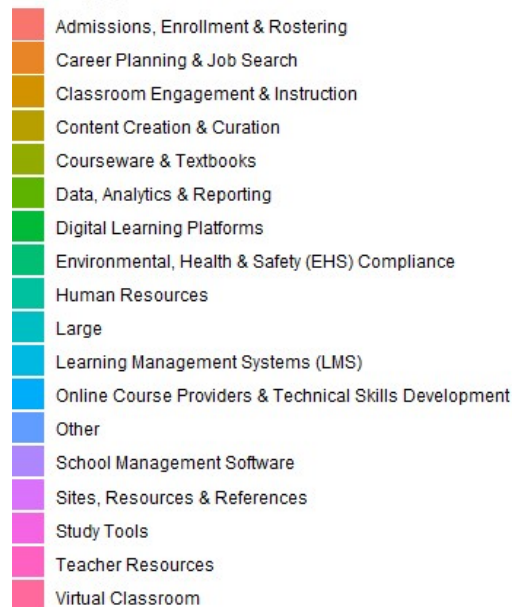 Admissions, Enrollment & Rostering
Career Planning & Job Search
Classroom Engagement & Instruction
Content Creation & Curation
Courseware & Textbooks
Data, Analytics & Reporting
Digital Learning Platforms
Environmental, Health & Safety (EHS) Compliance
Human Resources
Large
Learning Management Systems (LMS)
Online Course Providers & Technical Skills Development
Other
School Management Software
Sites, Resources & References
Study Tools
Teacher Resources
Virtual Classroom